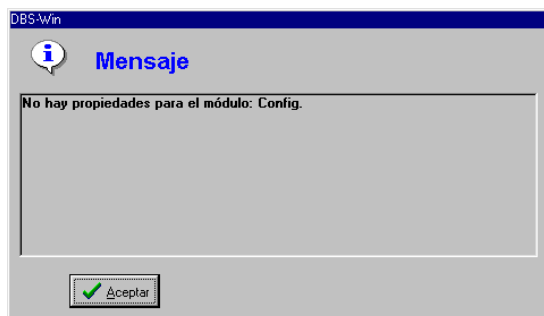 DBS-Win
Mensaje
No hay propiedades para el módulo: Config.
Aceptar